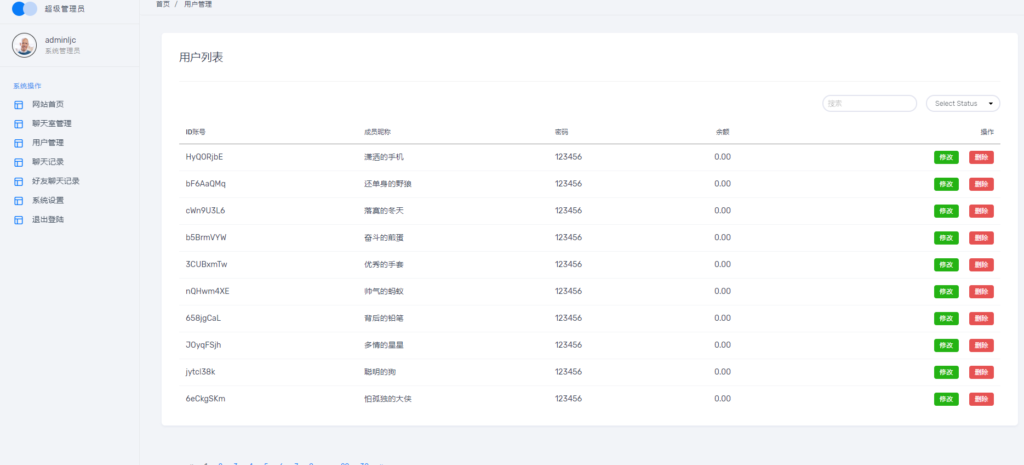 超级管理员
首页 / 用户管理
adminljc
系统管理员
系统操作
网站首页
聊天室管理
用户管理
聊天记录
好友聊天记录
系统设置
退出登陆
用户列表
搜索 Select Status
ID账号 成员昵称 密码 余额 操作
HyQORjbE 潇洒的手机 123456 0.00 修改 删除
bF6AaQMq 还单身的野狼 123456 0.00 修改 删除
cWn9U3L6 落寞的冬天 123456 0.00 修改 删除
b5BrmVYW 奋斗的煎蛋 123456 0.00 修改 删除
3CUBxmTw 优秀的手套 123456 0.00 修改 删除
nQHwm4XE 帅气的蚂蚁 123456 0.00 修改 删除
658jgCaL 背后的铅笔 123456 0.00 修改 删除
JOyqFSjh 多情的星星 123456 0.00 修改 删除
jytcl38k 聪明的狗 123456 0.00 修改 删除
6eCkgSKm 怕孤独的大侠 123456 0.00 修改 删除